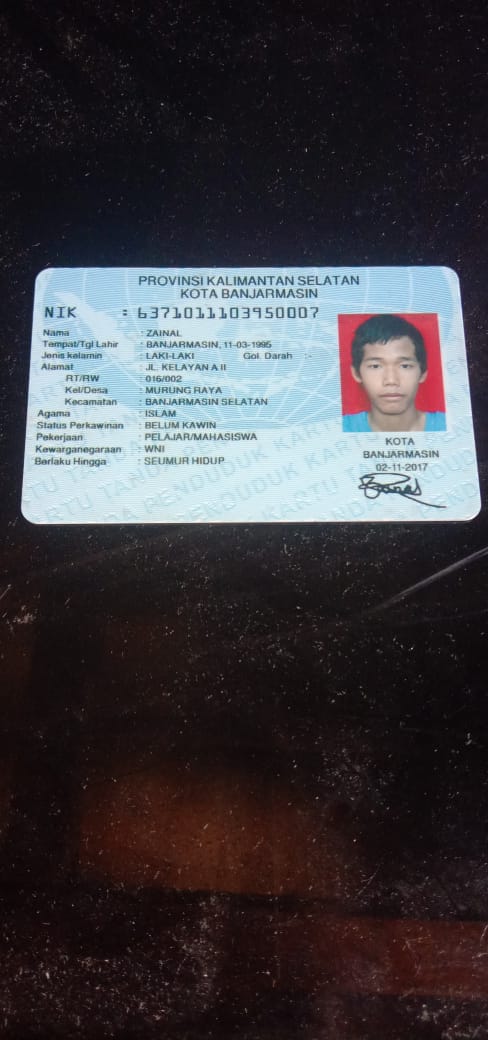 PROVINSI KALIMANTAN SELATAN
KOTA BANJARMASIN
NIK : 6371011103950007
Nama : ZAINAL
Tempat/Tgl Lahir : BANJARMASIN, 11-03-1995
Jenis kelamin : LAKI-LAKI Gol. Darah :-
Alamat : JL. KELAYAN A II
RT/RW : 016/002
Kel/Desa : MURUNG RAYA
Kecamatan : BANJARMASIN SELATAN
Agama : ISLAM
Status Perkawinan : BELUM KAWIN
Pekerjaan : PELAJAR/MAHASISWA
Kewarganegaraan : WNI
Berlaku Hingga : SEUMUR HIDUP
KOTA
BANJARMASIN
02-11-2017